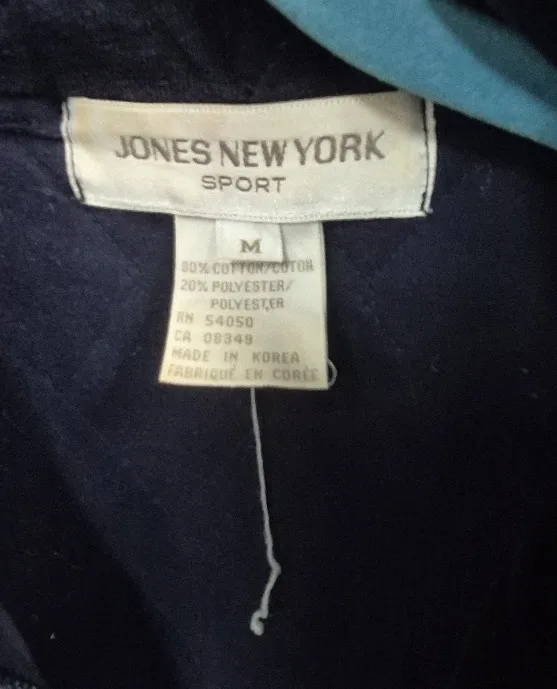 JONES NEW YORK
SPORT
M
80% COTTON/COTON
20% POLYESTER/
POLYESTER
RN 54050
CA 08349
MADE IN KOREA
FABRIQUÉ EN CORÉE